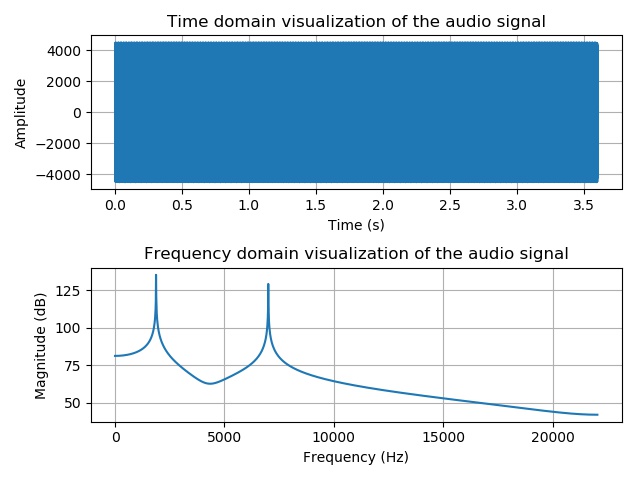 Time domain visualization of the audio signal
4000
2000
0
−2000
−4000
Amplitude
0.0 0.5 1.0 1.5 2.0 2.5 3.0 3.5
Time (s)
Frequency domain visualization of the audio signal
125
100
75
50
Magnitude (dB)
0 5000 10000 15000 20000
Frequency (Hz)